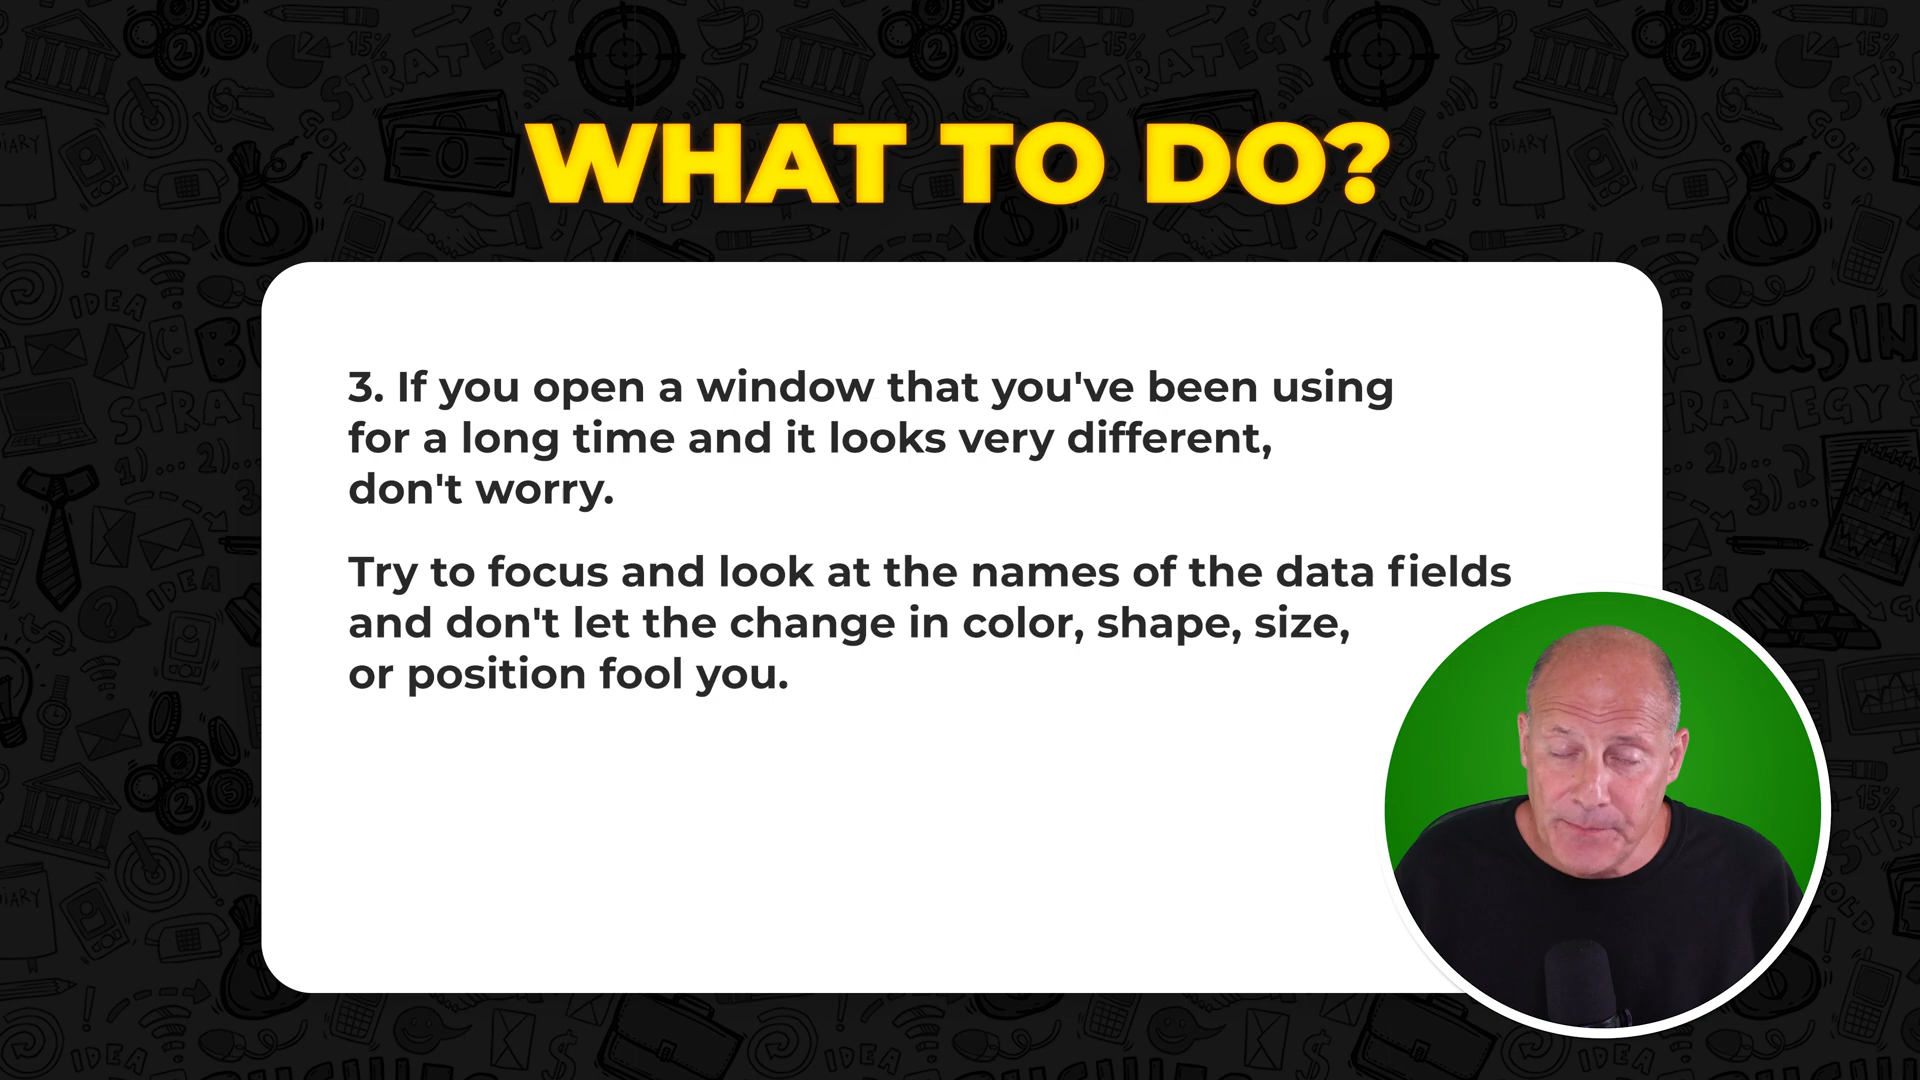 WHAT TO DO?
3. If you open a window that you've been using
for a long time and it looks very different,
don't worry.
Try to focus and look at the names of the data fields
and don't let the change in color, shape, size,
or position fool you.